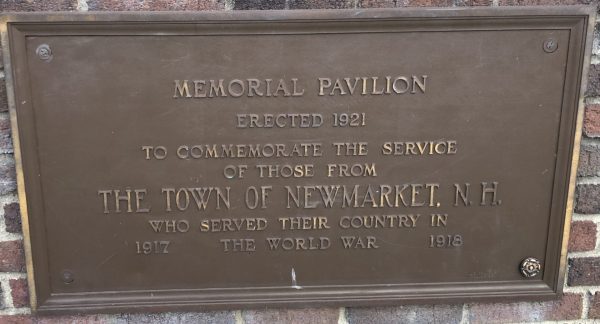 MEMORIAL PAVILION
ERECTED 1921
TO COMMEMORATE THE SERVICE
OF THOSE FROM
THE TOWN OF NEWMARKET, N. H.
WHO SERVED THEIR COUNTRY IN
1917 THE WORLD WAR 1918